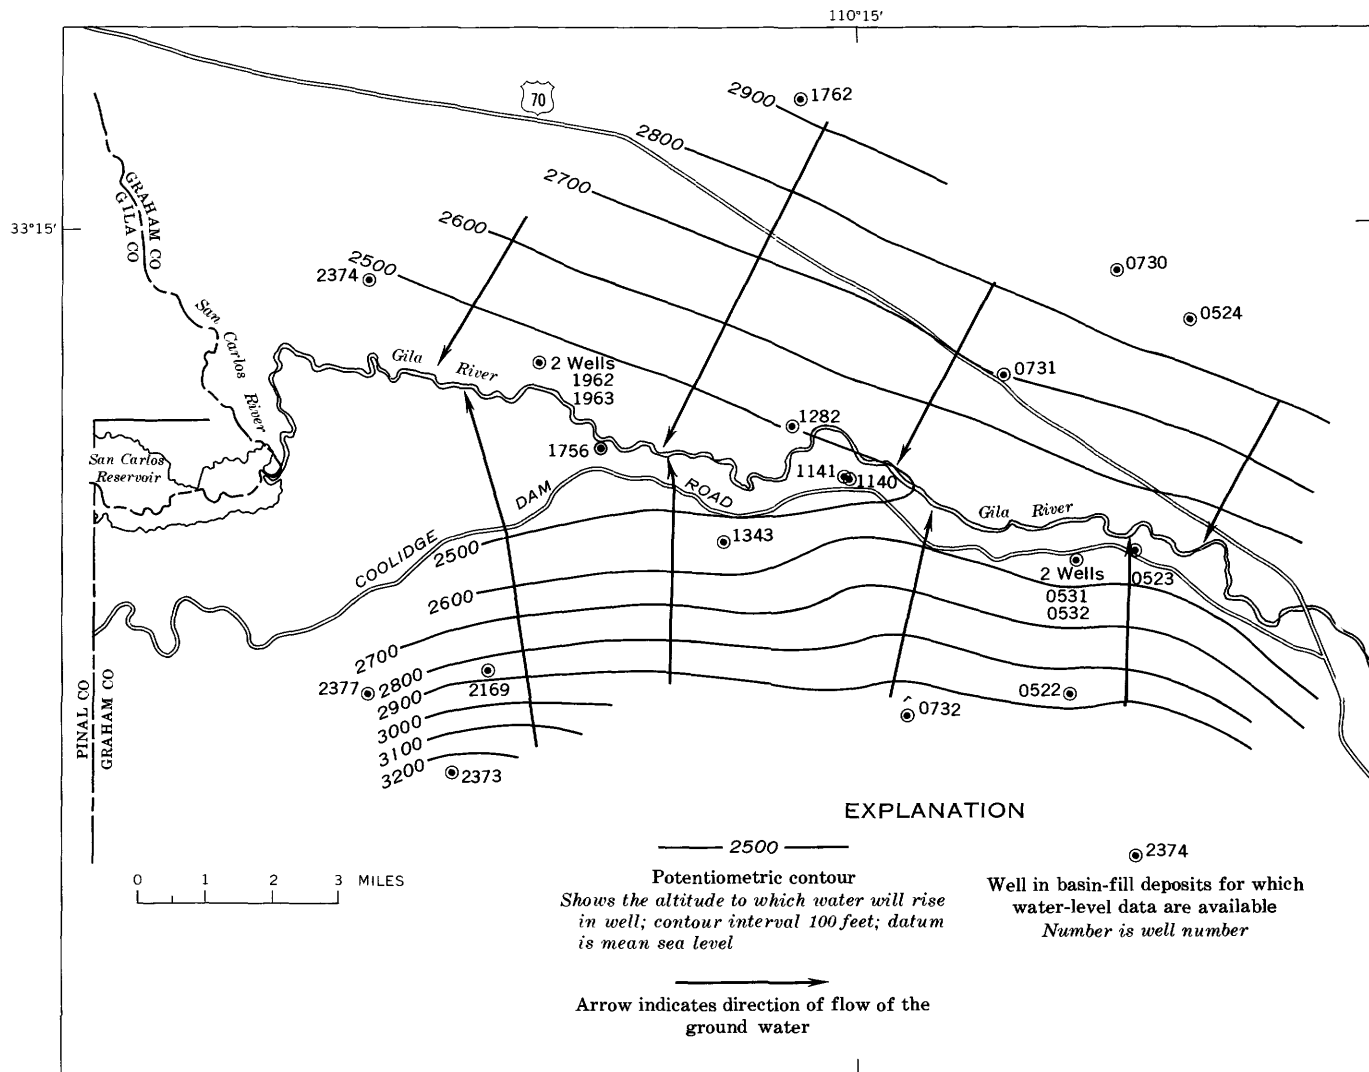 110°15'
70
2900
1762
2800
2700
33°15'
2600
2500
2374
GRAHAM CO
GILA CO
San Carlos River
0730
0524
0731
Gila River
2 Wells
1962
1963
1282
1756
1141
1140
San Carlos
Reservoir
COOLIDGE DAM ROAD
Gila River
2500
1343
2 Wells
0531
0532
0523
2600
2700
2377
2800
2169
0522
2900
0732
3000
3100
3200
2373
PINAL CO
GRAHAM CO
EXPLANATION
2500
Potentiometric contour
Shows the altitude to which water will rise
in well; contour interval 100 feet; datum
is mean sea level
2374
Well in basin-fill deposits for which
water-level data are available
Number is well number
Arrow indicates direction of flow of the
ground water
0 1 2 3 MILES